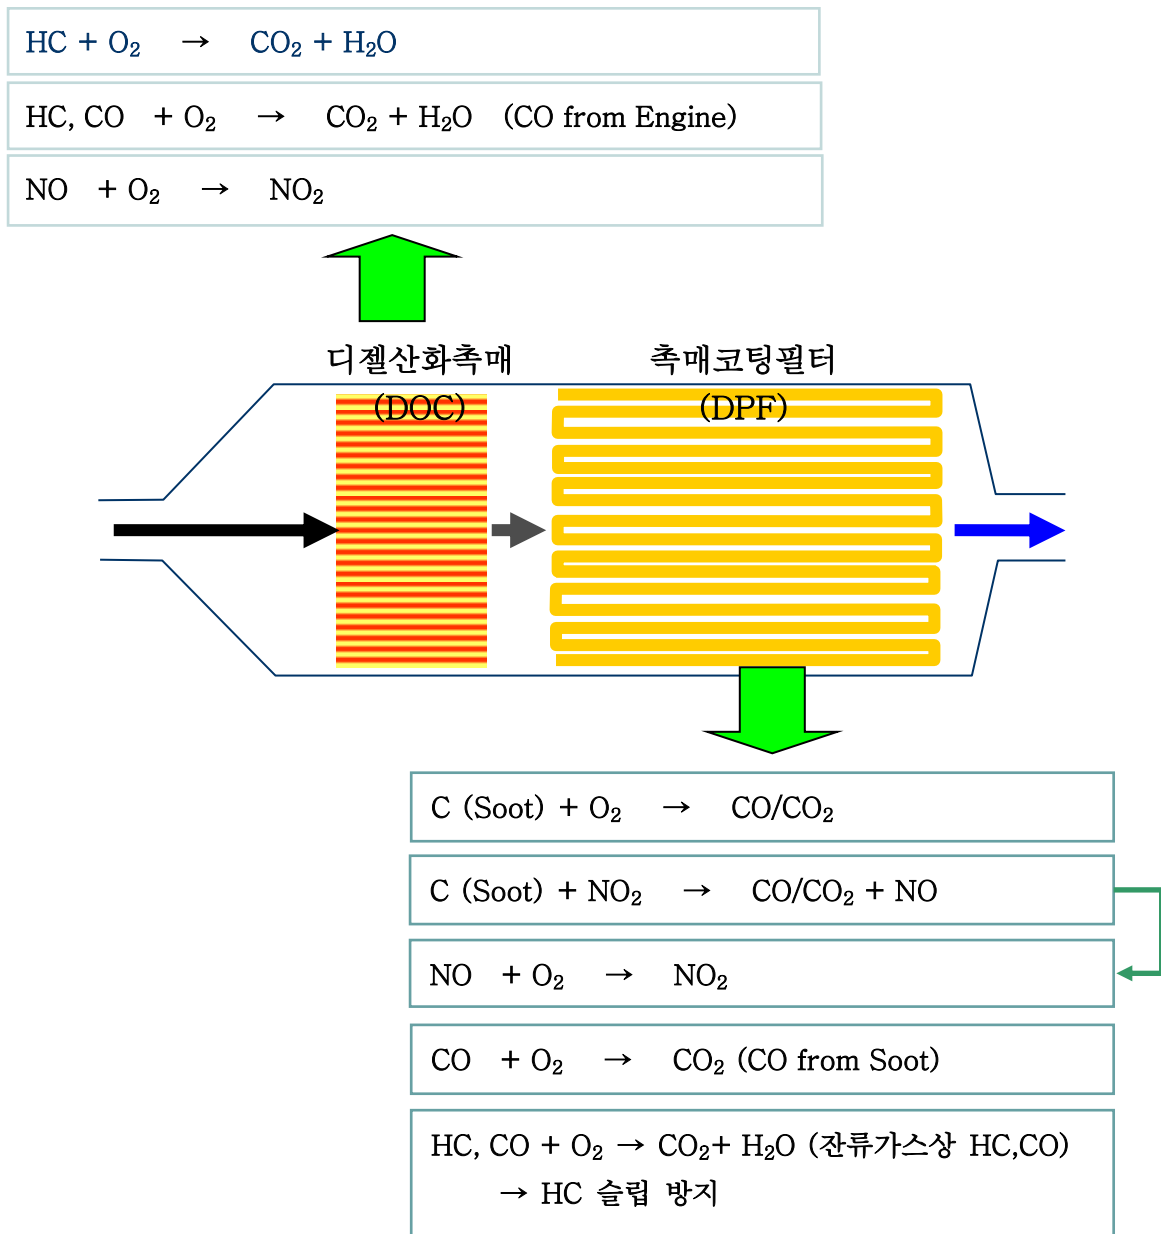 HC + O₂ → CO₂ + H₂O
HC, CO + O₂ → CO₂ + H₂O (CO from Engine)
NO + O₂ → NO₂
디젤산화촉매
(DOC)
촉매코팅필터
(DPF)
C (Soot) + O₂ → CO/CO₂
C (Soot) + NO₂ → CO/CO₂ + NO
NO + O₂ → NO₂
CO + O₂ → CO₂ (CO from Soot)
HC, CO + O₂ → CO₂+ H₂O (잔류가스상 HC,CO)
→ HC 슬립 방지